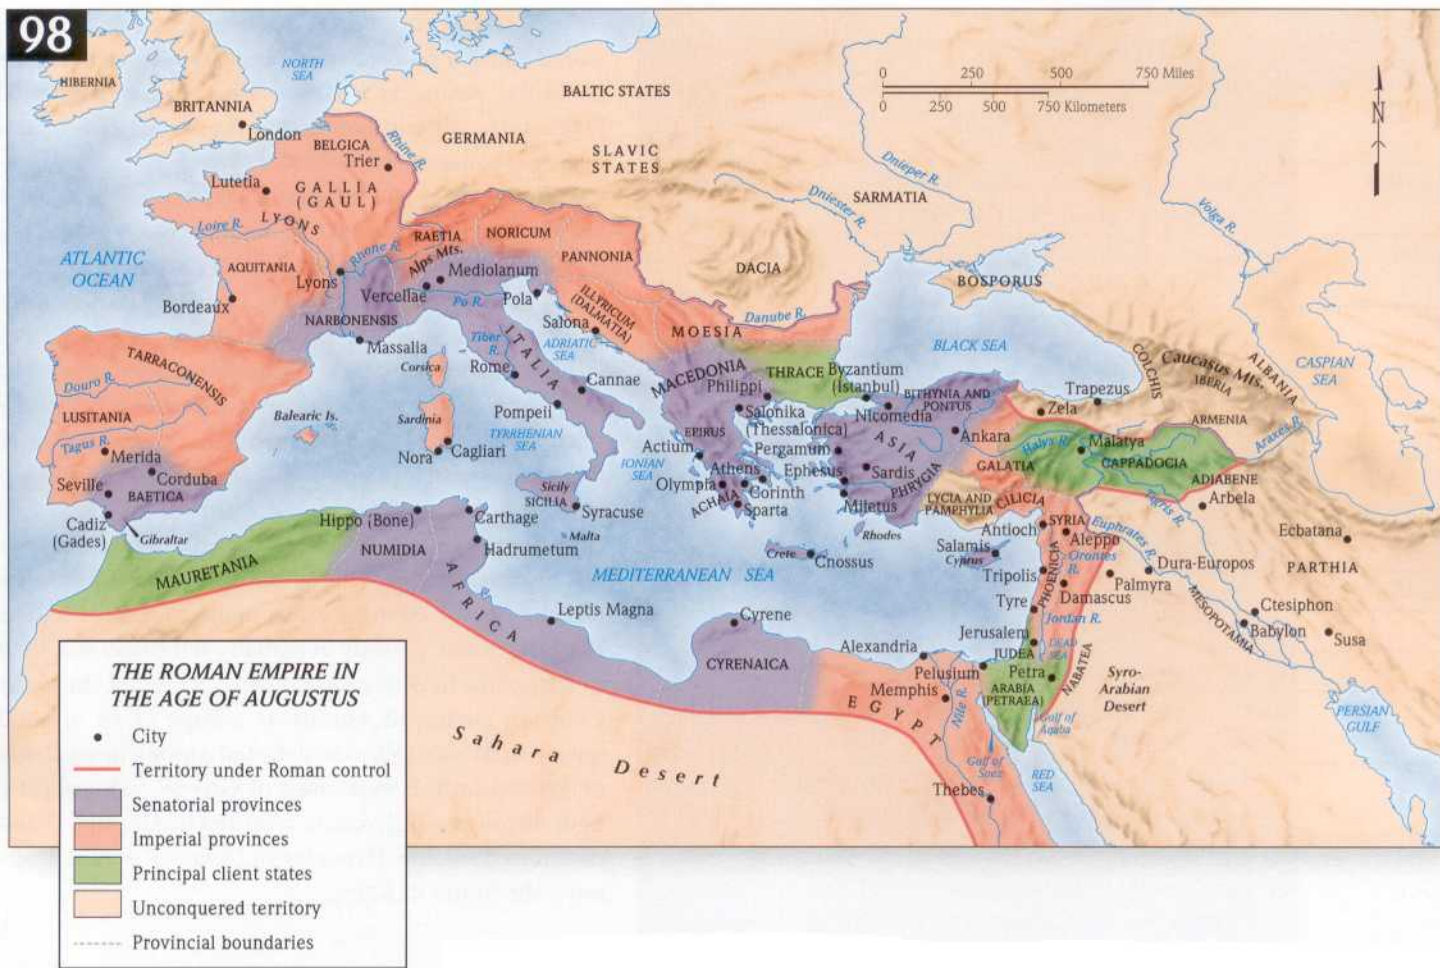 98
HIBERNIA
NORTH
SEA
BRITANNIA
London
BALTIC STATES
GERMANIA
SLAVIC
STATES
0 250 500 750 Miles
0 250 500 750 Kilometers
N
BELGICA
Trier
Rhine R.
Lutetia
GALLIA
(GAUL)
LYONS
Loire R.
Dnieper R.
Dniester R.
SARMATIA
Volga R.
ATLANTIC
OCEAN
AQUITANIA
Lyons
Rhone R.
Bordeaux
RAETIA
Alps Mts.
NORICUM
PANNONIA
Mediolanum
Vercellae
Po R.
Pola
DACIA
BOSPORUS
NARBONENSIS
Massalia
ILLYRICUM
(DALMATIA)
Salona
ADRIATIC
SEA
MOESIA
Danube R.
BLACK SEA
Caucasus Mts.
COLCHIS
IBERIA
ALBANIA
CASPIAN
SEA
TARRACONENSIS
Douro R.
LUSITANIA
Tagus R.
Merida
Corduba
Seville
BAETICA
Cadiz
(Gades)
Gibraltar
Balearic Is.
Corsica
Sardinia
Nora
Cagliari
ITALIA
Tiber
R.
Rome
Cannae
Pompeii
TYRRHENIAN
SEA
MACEDONIA
THRACE
Byzantium
(Istanbul)
Philippi
Salonika
(Thessalonica)
Nicomedia
BITHYNIA AND
PONTUS
Trapezus
Zela
ARMENIA
Araxes R.
EPIRUS
Actium
IONIAN
SEA
Pergamum
ASIA
Ankara
Halys R.
Malatya
CAPPADOCIA
Athens
Ephesus
Sardis
GALATIA
ADIABENE
Arbela
Olympia
Corinth
PHRYGIA
ACHAIA
Sparta
Miletus
LYCIA AND
PAMPHYLIA
CILICIA
Tigris R.
Sicily
SICILIA
Syracuse
Malta
Rhodes
Antioch
SYRIA
Aleppo
Euphrates R.
Ecbatana
Hippo (Bone)
Carthage
Hadrumetum
NUMIDIA
MAURETANIA
AFRICA
MEDITERRANEAN SEA
Crete
Cnossus
Salamis
Cyprus
Orontes
R.
Dura-Europos
PARTHIA
Tripolis
PHOENICIA
Palmyra
Damascus
MESOPOTAMIA
Ctesiphon
Babylon
Susa
Tyre
Jordan R.
Leptis Magna
Cyrene
CYRENAICA
Alexandria
Jerusalem
JUDEA
DEAD
SEA
Pelusium
Petra
NABATEA
Syro-
Arabian
Desert
Memphis
ARABIA
(PETRAEA)
EGYPT
Nile R.
Gulf of
Aqaba
PERSIAN
GULF
Sahara Desert
Gulf of
Suez
RED
SEA
Thebes
THE ROMAN EMPIRE IN
THE AGE OF AUGUSTUS
City
Territory under Roman control
Senatorial provinces
Imperial provinces
Principal client states
Unconquered territory
Provincial boundaries